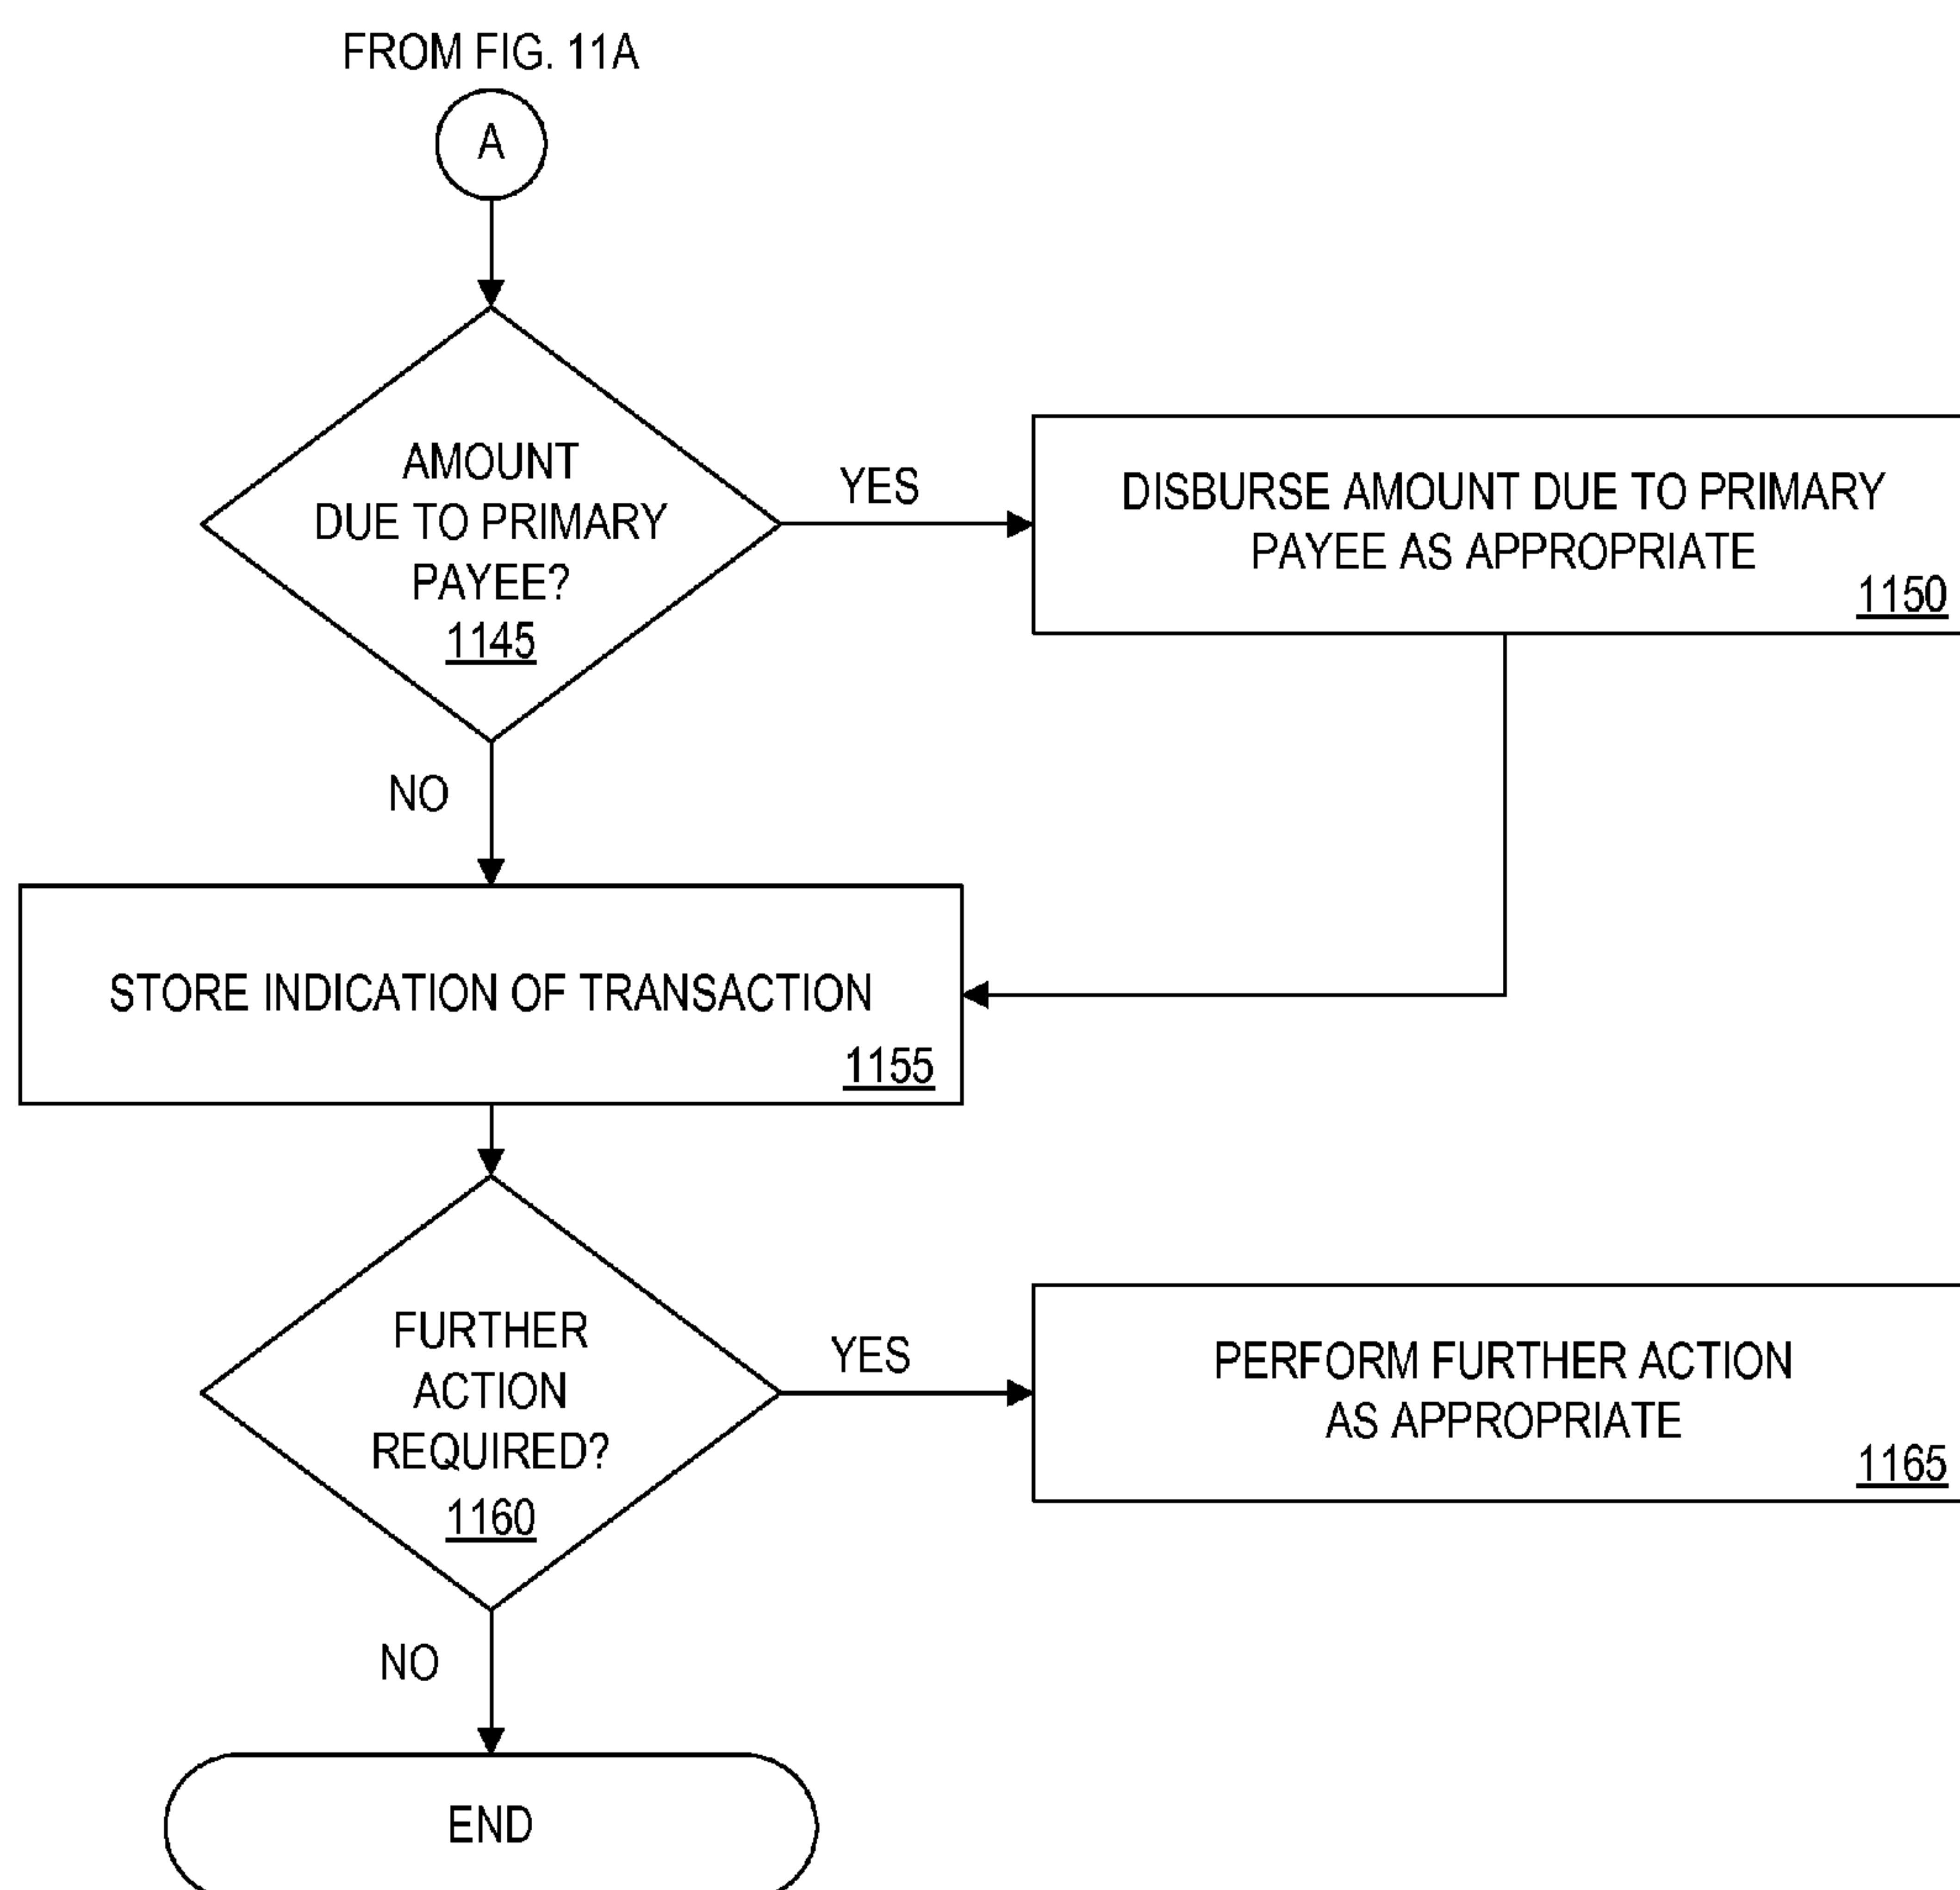 FROM FIG. 11A
A
AMOUNT
DUE TO PRIMARY
PAYEE?
1145
YES
DISBURSE AMOUNT DUE TO PRIMARY
PAYEE AS APPROPRIATE
1150
NO
STORE INDICATION OF TRANSACTION
1155
FURTHER
ACTION
REQUIRED?
1160
YES
PERFORM FURTHER ACTION
AS APPROPRIATE
1165
NO
END